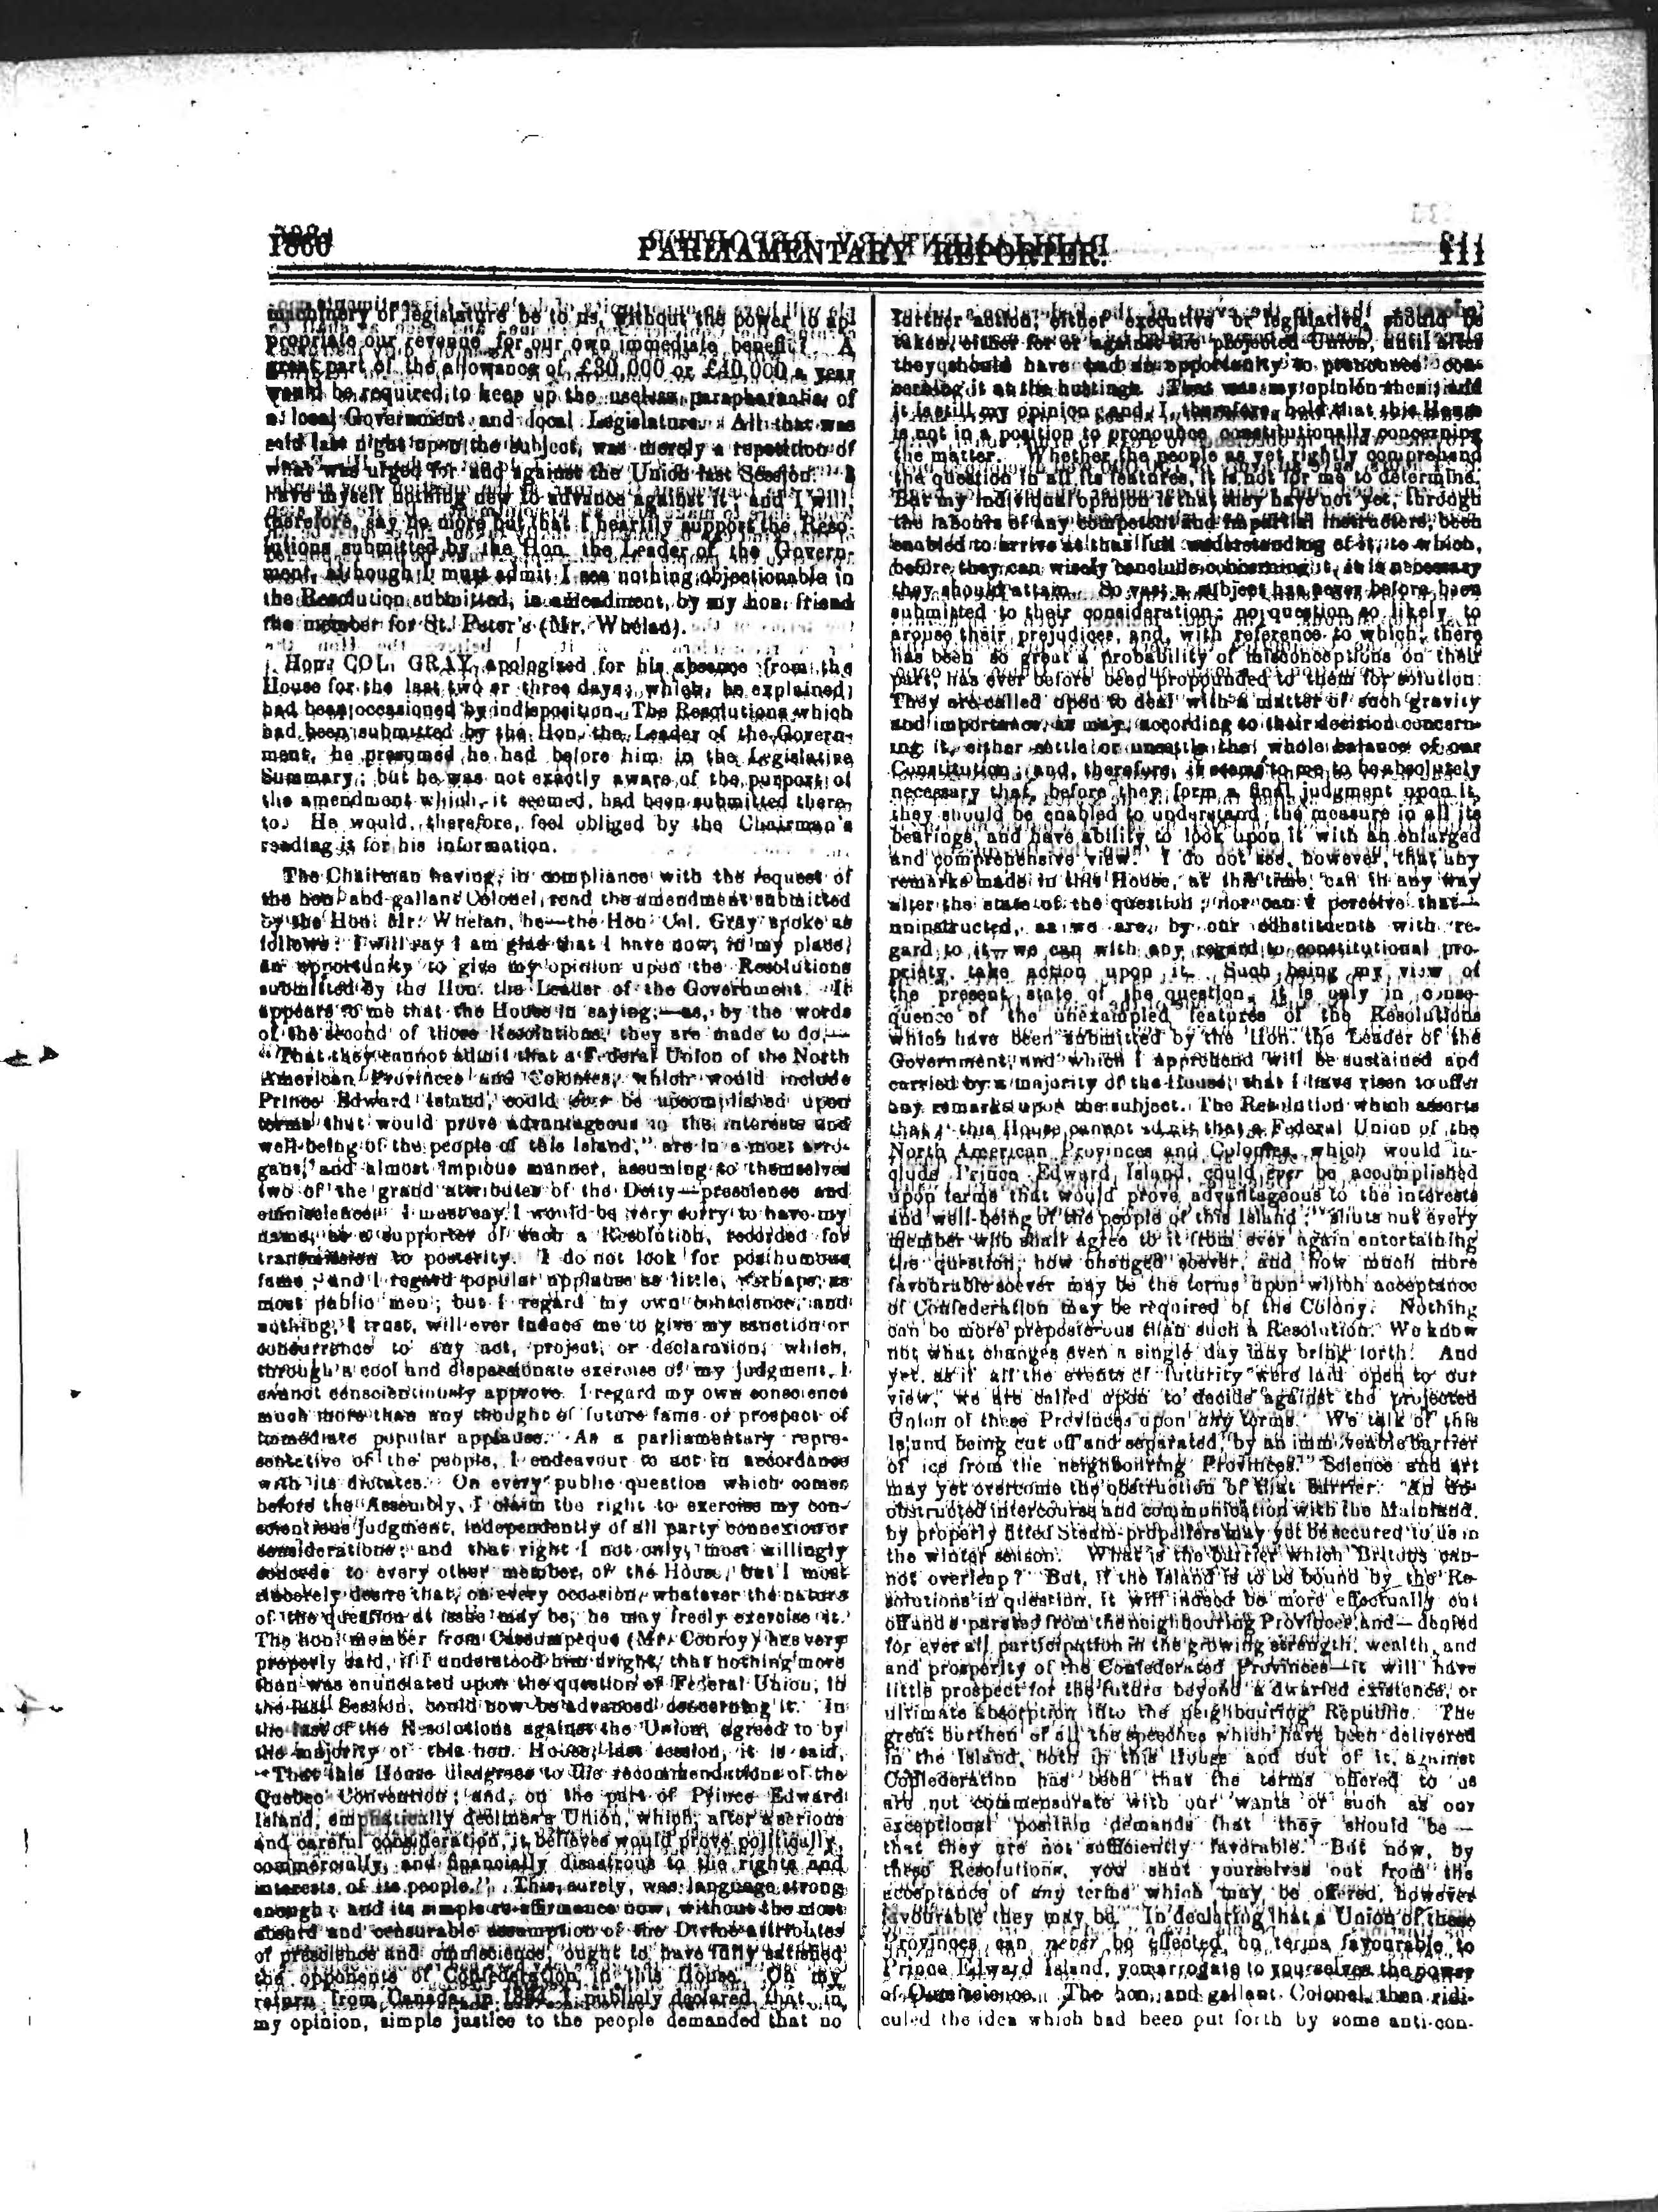 1866 PARLIAMENTARY REPORTER. 111
machinery of legislature be to us, without the power to ap-
propriate our revenue for our own immediate benefit? A
great part of the allowance of £30,000 or £40,000 a year
would be required to keep up the useless paraphernalia of
a local Government and local Legislature. All that was
said last night upon the subject, was merely a repetition of
what was urged for and against the Union last Session. I
have myself nothing new to advance against it; and I will,
therefore, say no more but that I heartily support the Reso-
lutions submitted by the Hon. the Leader of the Govern-
ment, although I must admit I see nothing objectionable in
the Resolution submitted, in amendment, by my hon. friend
the member for St. Peter's (Mr. Whelan).
Hon. COL. GRAY apologised for his absence from the
House for the last two or three days; which, he explained,
had been occasioned by indisposition. The Resolutions which
had been submitted by the Hon. the Leader of the Govern-
ment, he presumed he had before him in the Legislative
Summary; but he was not exactly aware of the purport of
the amendment which, it seemed, had been submitted there-
to. He would, therefore, feel obliged by the Chairman's
reading it for his information.
The Chairman having, in compliance with the request of
the hon. and gallant Colonel, read the amendment submitted
by the Hon. Mr. Whelan, he—the Hon. Col. Gray spoke as
follows: I will say I am glad that I have now, in my place,
an opportunity to give my opinion upon the Resolutions
submitted by the Hon. the Leader of the Government. It
appears to me that the House in saying,—as, by the words
of the second of those Resolutions, they are made to do,—
"That they cannot admit that a Federal Union of the North
American Provinces and Colonies, which would include
Prince Edward Island, could ever be accomplished upon
terms that would prove advantageous to the interests and
well-being of the people of this Island," are in a most arro-
gant, and almost impious manner, assuming to themselves
two of the grand attributes of the Deity—prescience and
omniscience. I must say, I would be very sorry to have my
name, as a supporter of such a Resolution, recorded for
transmission to posterity. I do not look for posthumous
fame; and I regard popular applause as little, perhaps, as
most public men; but I regard my own conscience, and
nothing, I trust, will ever induce me to give my sanction or
concurrence to any act, project, or declaration, which,
through a cool and dispassionate exercise of my judgment, I
cannot conscientiously approve. I regard my own conscience
much more than any thought of future fame or prospect of
immediate popular applause. As a parliamentary repre-
sentative of the people, I endeavour to act in accordance
with its dictates. On every public question which comes
before the Assembly, I claim the right to exercise my con-
scientious judgment, independently of all party connexion or
considerations; and that right I not only, most willingly
concede to every other member, of the House, but I most
sincerely desire that, on every occasion, whatever the nature
of the question at issue may be, he may freely exercise it.
The hon. member from Cascumpeque (Mr. Conroy) has very
properly said, if I understood him aright, that nothing more
than was enunciated upon the question of Federal Union, in
the last Session, could now be advanced concerning it. In
the last of the Resolutions against the Union, agreed to by
the majority of this hon. House, last session, it is said,
"That this House disagrees to the recommendations of the
Quebec Convention; and, on the part of Prince Edward
Island, emphatically declines a Union, which, after a serious
and careful consideration, it believes would prove politically,
commercially, and financially disastrous to the rights and
interests of its people." This, surely, was language strong
enough; and its simple re-affirmance now, without the most
absurd and censurable assumption of the Divine attributes
of prescience and omniscience, ought to have fully satisfied
the opponents of Confederation in this House. On my
return from Canada, in 1864, I publicly declared that, in
my opinion, simple justice to the people demanded that no
further action, either executive or legislative, should be
taken, either for or against the projected Union, until after
they should have had an opportunity to pronounce con-
cerning it at the hustings. That was my opinion then; and
it is still my opinion; and I, therefore, hold that this House
is not in a position to pronounce constitutionally concerning
the matter. Whether the people as yet rightly comprehend
the question in all its features, it is not for me to determine.
But my individual opinion is that they have not yet, through
the labours of any competent and impartial instructors, been
enabled to arrive at that full understanding of it, to which,
before they can wisely conclude concerning it, it is necessary
they should attain. So vast a subject has never before been
submitted to their consideration; no question so likely to
arouse their prejudices, and, with reference to which, there
has been so great a probability of misconceptions on their
part, has ever before been propounded to them for solution.
They are called upon to deal with a matter of such gravity
and importance, as may, according to their decision concern-
ing it, either settle or unsettle the whole balance of our
Constitution; and, therefore, it seems to me to be absolutely
necessary that, before they form a final judgment upon it,
they should be enabled to understand the measure in all its
bearings, and have ability to look upon it with an enlarged
and comprehensive view. I do not see, however, that any
remarks made in this House, at this time, can in any way
alter the state of the question; nor can I perceive that—
uninstructed, as we are, by our constituents with re-
gard to it,—we can with any regard to constitutional pro-
priety, take action upon it. Such being my view of
the present state of the question, it is only in conse-
quence of the unexampled features of the Resolutions
which have been submitted by the Hon. the Leader of the
Government, and which I apprehend will be sustained and
carried by a majority of the House, that I have risen to offer
any remarks upon the subject. The Resolution which asserts
that "this House cannot admit that a Federal Union of the
North American Provinces and Colonies, which would in-
clude Prince Edward Island, could ever be accomplished
upon terms that would prove advantageous to the interests
and well-being of the people of this Island," shuts out every
member who shall agree to it from ever again entertaining
the question, how changed soever, and how much more
favourable soever may be the terms upon which acceptance
of Confederation may be required of the Colony. Nothing
can be more preposterous than such a Resolution. We know
not what changes even a single day may bring forth. And
yet, as if all the events of futurity were laid open to our
view, we are called upon to decide against the projected
Union of these Provinces upon any terms. We talk of this
Island being cut off and separated, by an immoveable barrier
of ice from the neighbouring Provinces. Science and art
may yet overcome the obstruction of that barrier. An un-
obstructed intercourse and communication with the Mainland,
by properly fitted Steam-propellers may yet be secured to us in
the winter season. What is the barrier which Britons can-
not overleap? But, if the Island is to be bound by the Re-
solutions in question, it will indeed be more effectually cut
off and separated from the neighbouring Provinces, and—denied
for ever all participation in the growing strength, wealth, and
and prosperity of the Confederated Provinces—it will have
little prospect for the future beyond a dwarfed existence, or
ultimate absorption into the neighbouring Republic. The
great burthen of all the speeches which have been delivered
in the Island, both in this House and out of it, against
Confederation has been that the terms offered to us
are not commensurate with our wants or such as our
exceptional position demands that they should be—
that they are not sufficiently favorable. But now, by
these Resolutions, you shut yourselves out from the
acceptance of any terms which may be offered, however
favourable they may be. In declaring that a Union of these
Provinces can never be effected, on terms favourable to
Prince Edward Island, you arrogate to yourselves the power
of Omniscience. The hon. and gallant Colonel then ridi-
culed the idea which had been put forth by some anti-con-